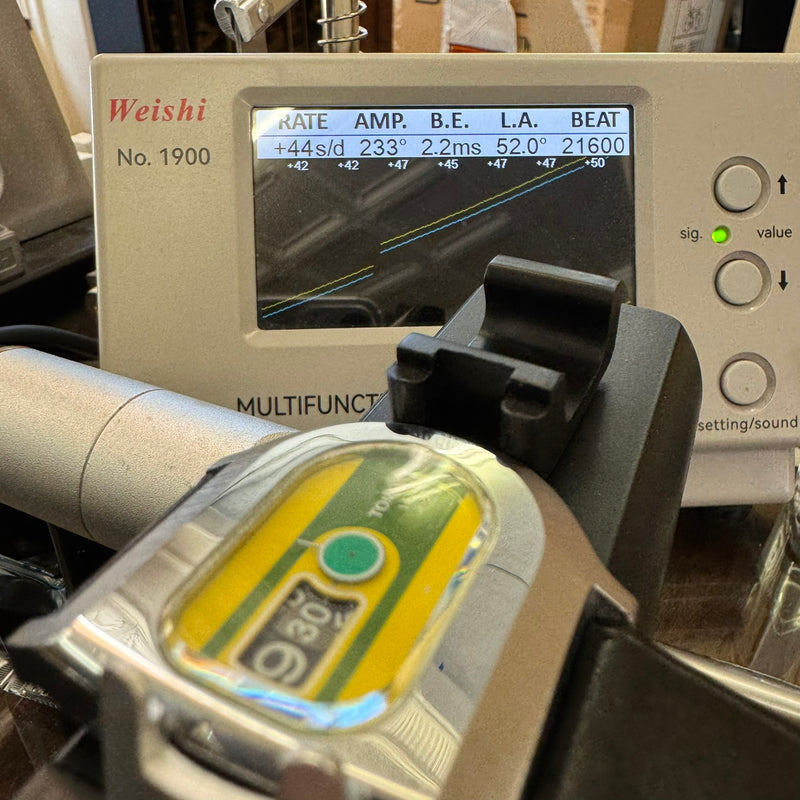 Weishi
No. 1900
RATE AMP. B.E. L.A. BEAT
+44s/d 233° 2.2ms 52.0° 21600
+42 +42 +47 +45 +47 +47 +50
sig. value
MULTIFUNCT
setting/sound
9 30